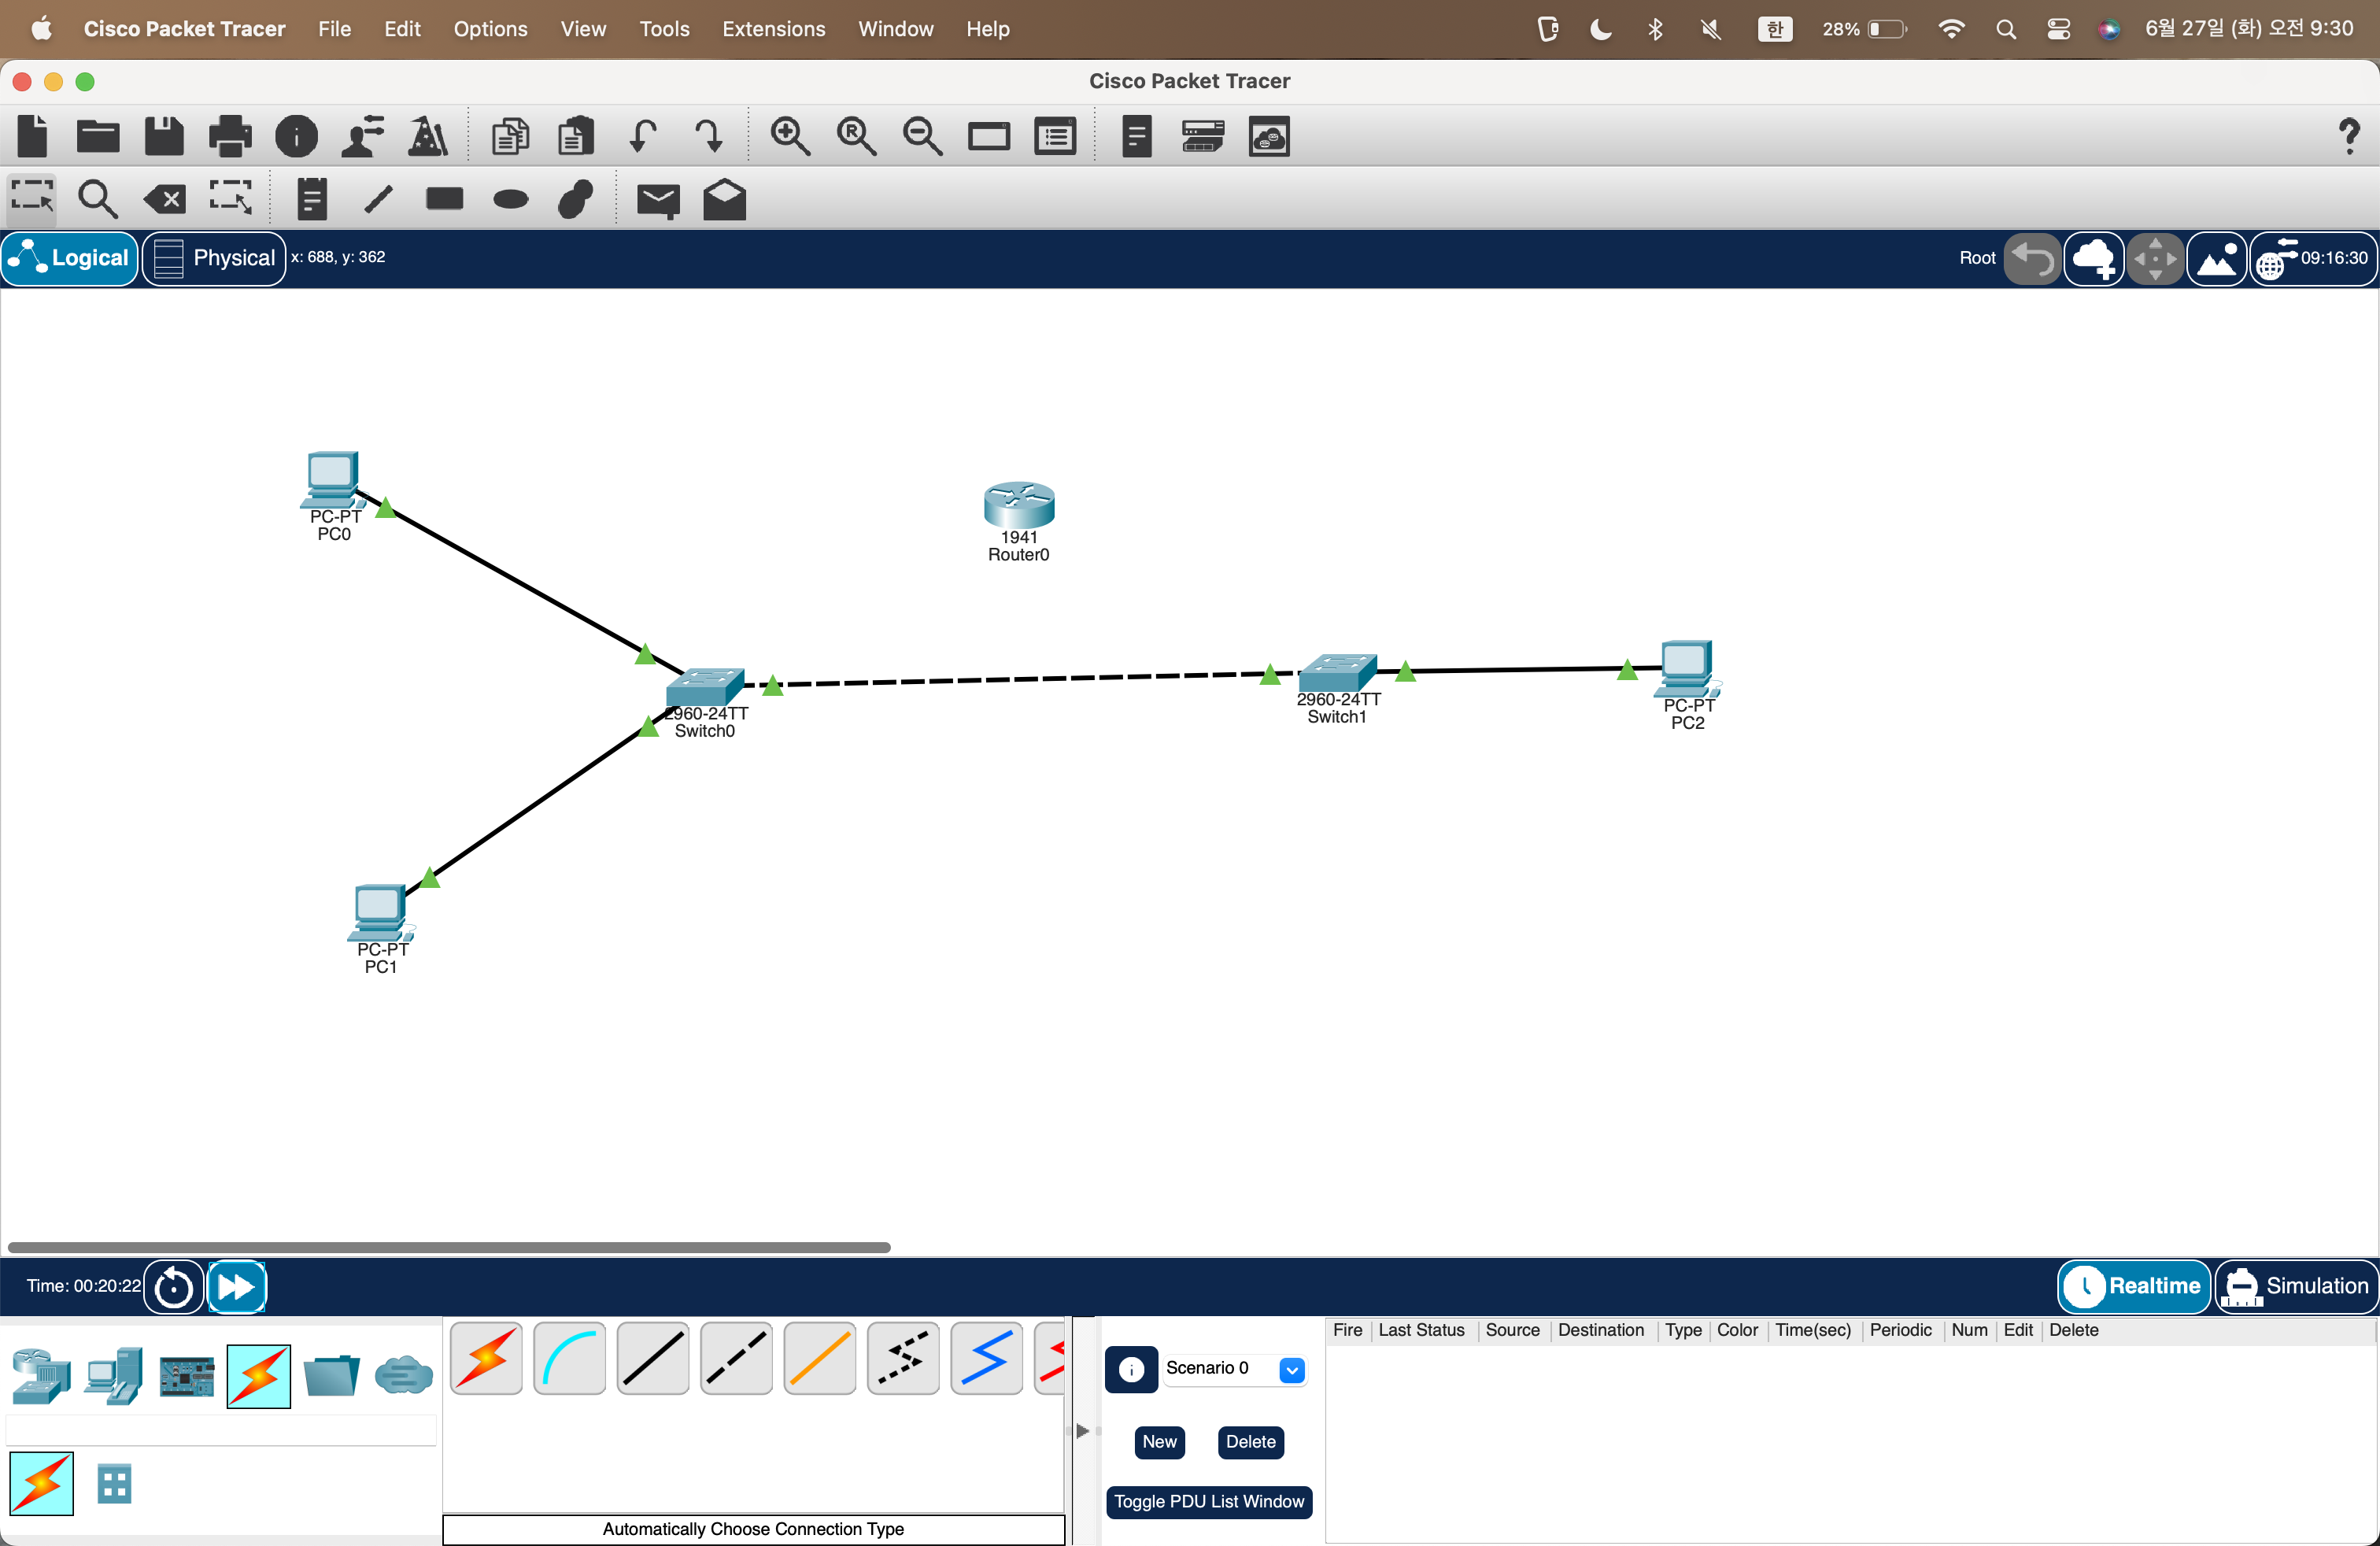 Cisco Packet Tracer File Edit Options View Tools Extensions Window Help 한 28% 6월 27일 (화) 오전 9:30
Cisco Packet Tracer
Logical Physical x: 688, y: 362 Root 09:16:30
PC-PT
PC0
1941
Router0
2960-24TT
Switch0
2960-24TT
Switch1
PC-PT
PC2
PC-PT
PC1
Time: 00:20:22 Realtime Simulation
Fire Last Status Source Destination Type Color Time(sec) Periodic Num Edit Delete
Scenario 0
New Delete
Toggle PDU List Window
Automatically Choose Connection Type